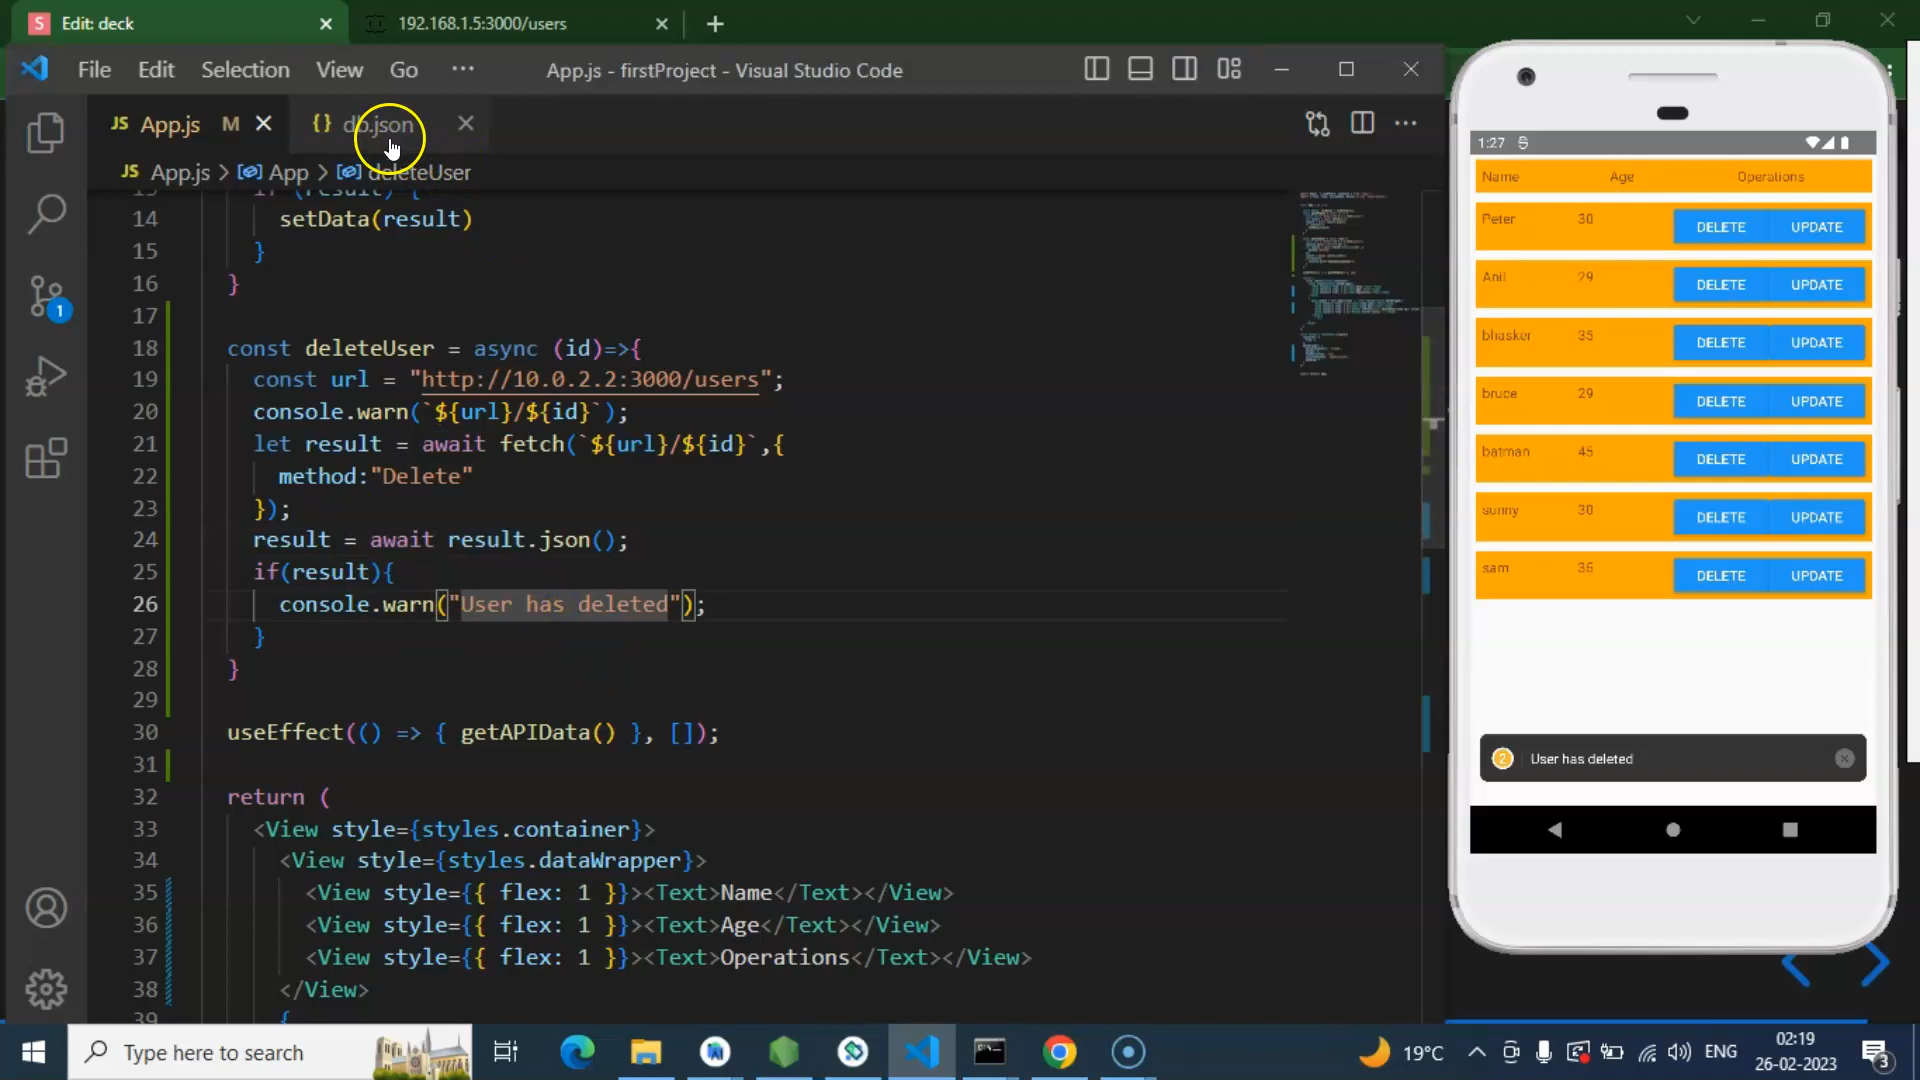 Edit: deck
192.168.1.5:3000/users
File Edit Selection View Go ···
App.js - firstProject - Visual Studio Code
JS App.js M
{} db.json
JS App.js > App > deleteUser
14 setData(result)
15 }
16 }
17
18 const deleteUser = async (id)=>{
19 const url = "http://10.0.2.2:3000/users";
20 console.warn(`${url}/${id}`);
21 let result = await fetch(`${url}/${id}`,{
22 method:"Delete"
23 });
24 result = await result.json();
25 if(result){
26 console.warn("User has deleted");
27 }
28 }
29
30 useEffect(() => { getAPIData() }, []);
31
32 return (
33 <View style={styles.container}>
34 <View style={styles.dataWrapper}>
35 <View style={{ flex: 1 }}><Text>Name</Text></View>
36 <View style={{ flex: 1 }}><Text>Age</Text></View>
37 <View style={{ flex: 1 }}><Text>Operations</Text></View>
38 </View>
39 {
1
1:27
Name Age Operations
Peter 30 DELETE UPDATE
Anil 29 DELETE UPDATE
bhasker 35 DELETE UPDATE
bruce 29 DELETE UPDATE
batman 45 DELETE UPDATE
sunny 30 DELETE UPDATE
sam DELETE UPDATE
2 User has deleted
Type here to search
19°C
ENG
02:19
26-02-2023
3